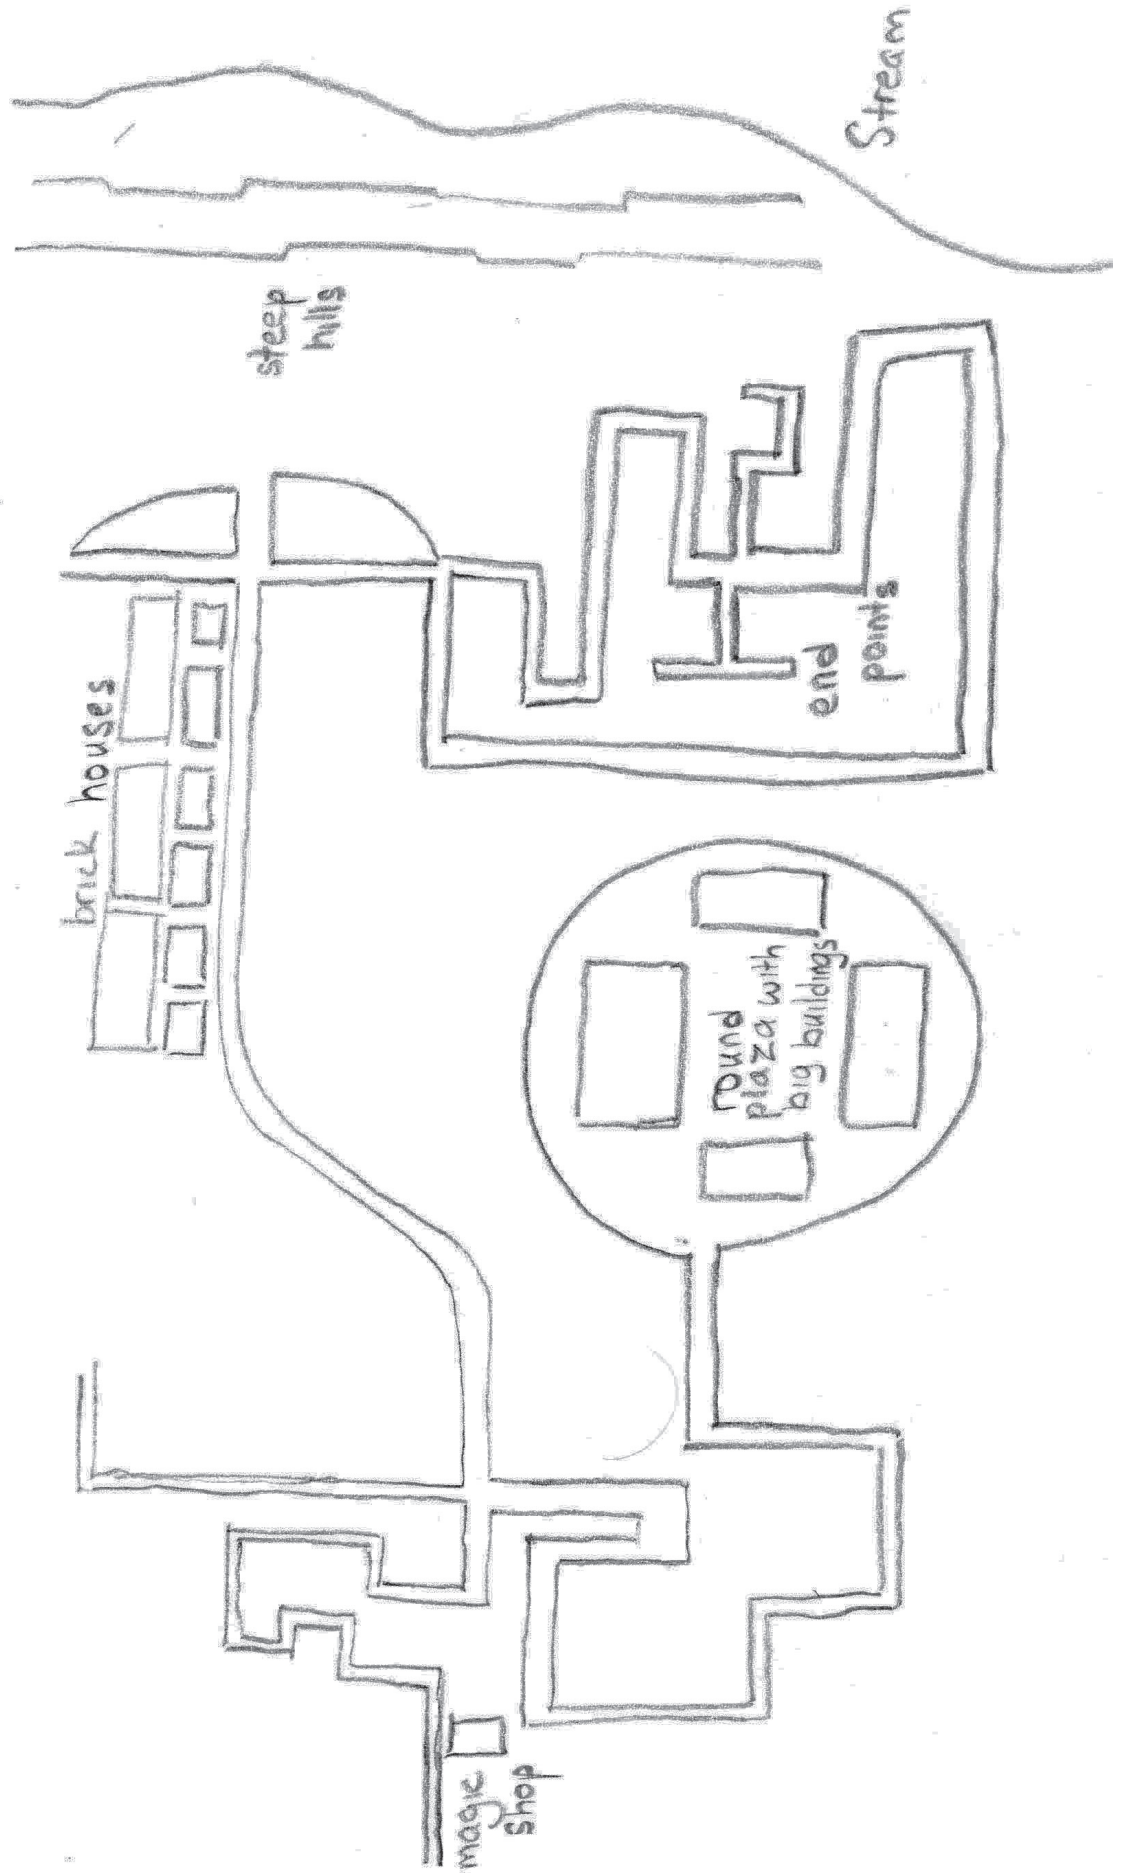 brick houses
steep
hills
Stream
end
points
round
plaza with
big buildings
magic
shop